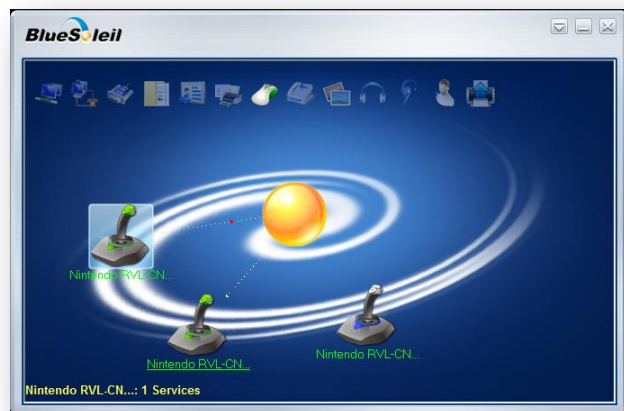 BlueSoleil
Nintendo RVL-CN...
Nintendo RVL-CN...
Nintendo RVL-CN...
Nintendo RVL-CN...: 1 Services